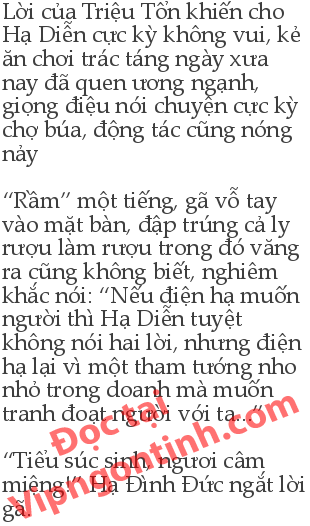 Lời của Triệu Tổn khiến cho
Hạ Diễn cực kỳ không vui, kẻ
ăn chơi trác táng ngày xưa
nay đã quen ương ngạnh,
giọng điệu nói chuyện cực kỳ
chợ búa, động tác cũng nóng
nảy
“Rầm” một tiếng, gã vỗ tay
vào mặt bàn, đập trúng cả ly
rượu làm rượu trong đó văng
ra cũng không biết, nghiêm
khắc nói: “Nếu điện hạ muốn
người thì Hạ Diễn tuyệt
không nói hai lời, nhưng điện
hạ lại vì một tham tướng nho
nhỏ trong doanh mà muốn
tranh đoạt người với ta...“
“Tiểu súc sinh, ngươi câm
miệng!” Hạ Đình Đức ngắt lời
gã.
Đọc tại
Vipngontinh.com